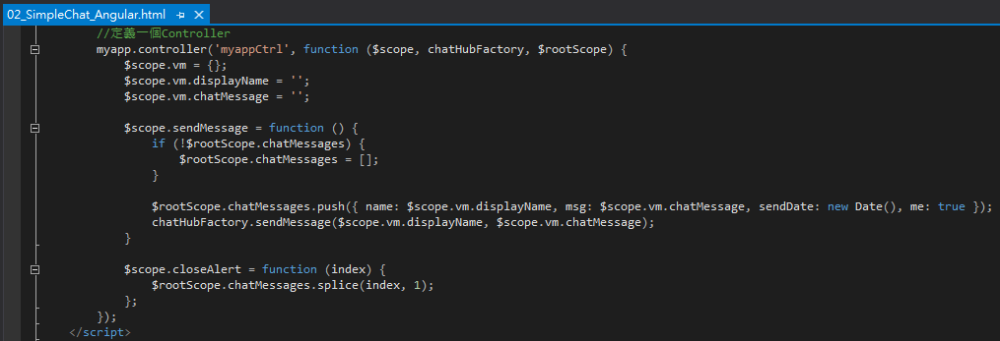 02_SimpleChat_Angular.html
//定義一個Controller
myapp.controller('myappCtrl', function ($scope, chatHubFactory, $rootScope) {
$scope.vm = {};
$scope.vm.displayName = '';
$scope.vm.chatMessage = '';
$scope.sendMessage = function () {
if (!$rootScope.chatMessages) {
$rootScope.chatMessages = [];
}
$rootScope.chatMessages.push({ name: $scope.vm.displayName, msg: $scope.vm.chatMessage, sendDate: new Date(), me: true });
chatHubFactory.sendMessage($scope.vm.displayName, $scope.vm.chatMessage);
}
$scope.closeAlert = function (index) {
$rootScope.chatMessages.splice(index, 1);
};
});
</script>